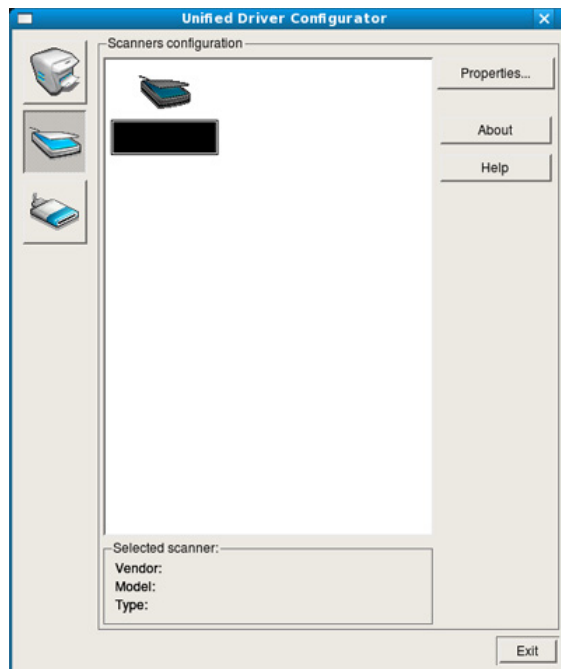 Unified Driver Configurator
Scanners configuration
Properties...
About
Help
Selected scanner:
Vendor:
Model:
Type:
Exit